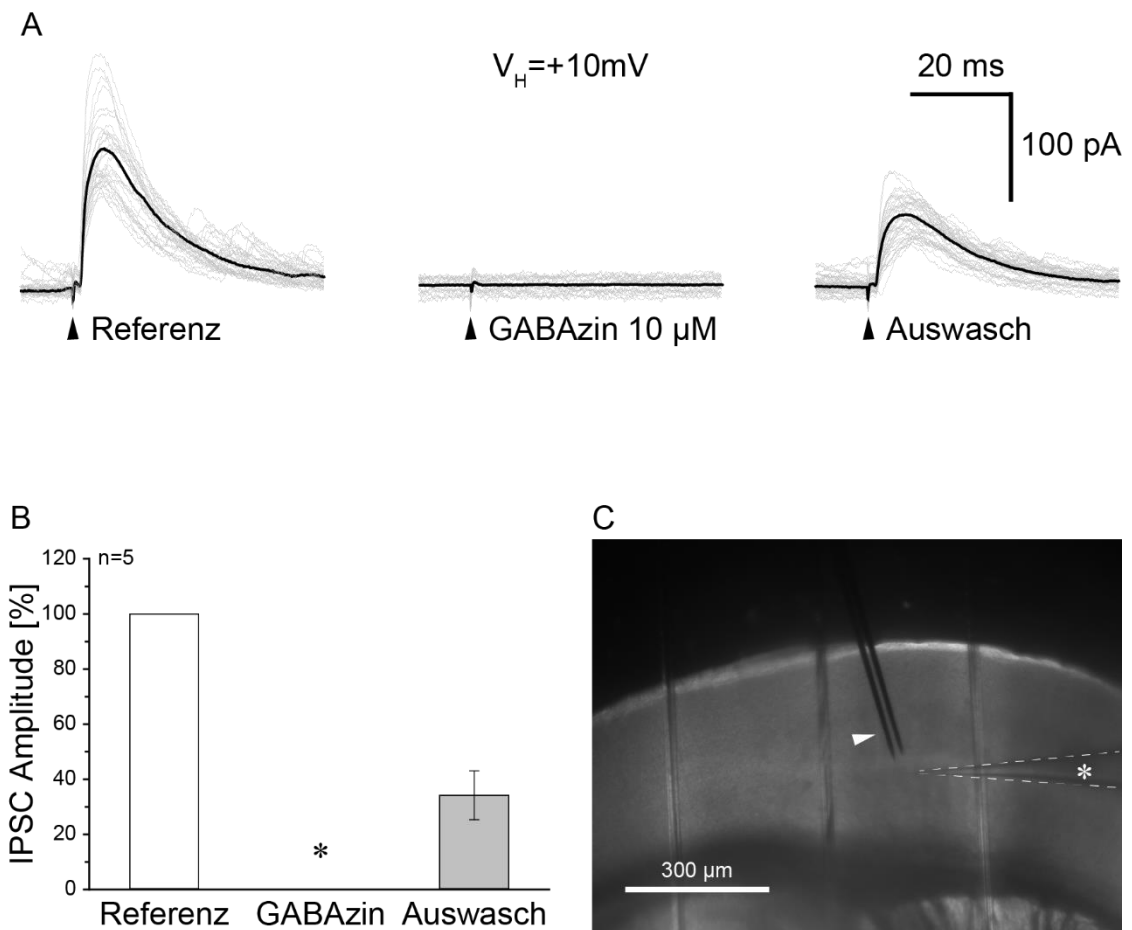 A
V_H=+10mV
20 ms
100 pA
Referenz
GABAzin 10 µM
Auswasch
B
n=5
IPSC Amplitude [%]
120
100
80
60
40
20
0
*
Referenz
GABAzin
Auswasch
C
*
300 µm